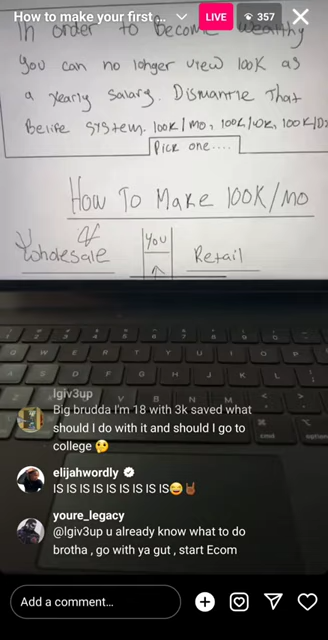 How to make your first ...
LIVE
357
In order to become wealthy
you can no longer view 100K as
a yearly salary. Dismantle That
Belife system. 100K/mo, 100K/wk, 100K/D
Pick one....
How To Make 100K/mo
&
Wholesale
You
Retail
lgiv3up
Big brudda I'm 18 with 3k saved what
should I do with it and should I go to
college 🤔
elijahwordly
IS IS IS IS IS IS IS IS IS😅🤘🏾
youre_legacy
@lgiv3up u already know what to do
brotha , go with ya gut , start Ecom
Add a comment...